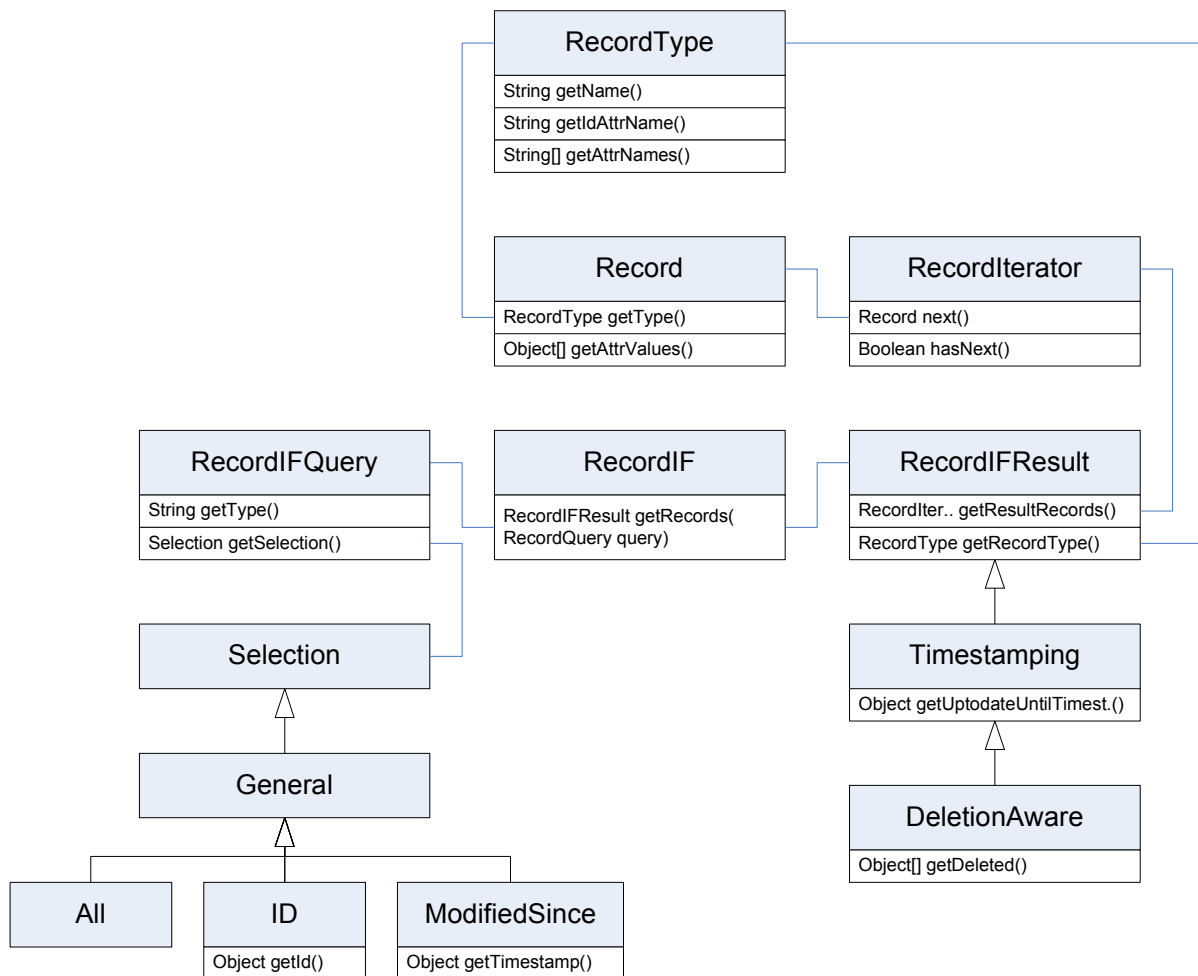 RecordType
String getName()
String getIdAttrName()
String[] getAttrNames()
Record
RecordType getType()
Object[] getAttrValues()
RecordIterator
Record next()
Boolean hasNext()
RecordIFQuery
String getType()
Selection getSelection()
RecordIF
RecordIFResult getRecords(
RecordQuery query)
RecordIFResult
RecordIter.. getResultRecords()
RecordType getRecordType()
Selection
Timestamping
Object getUptodateUntilTimest.()
General
DeletionAware
Object[] getDeleted()
All
ID
Object getId()
ModifiedSince
Object getTimestamp()